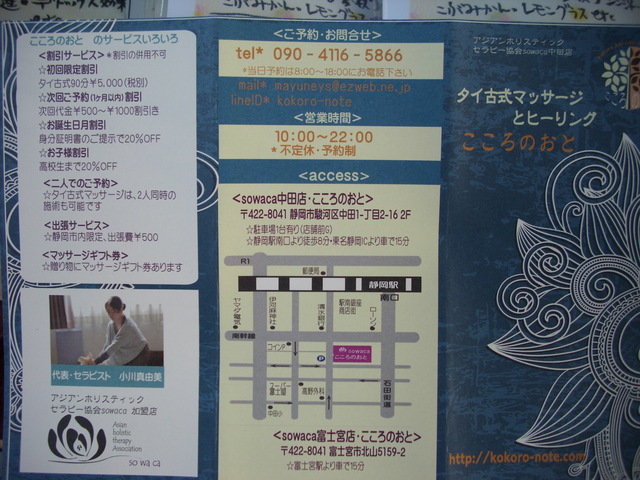 こぶみかん・レモングラス
こころのおと のサービスいろいろ
<割引サービス> *割引の併用不可
☆初回限定割引
タイ古式90分¥5,000(税別)
☆次回ご予約(1ヶ月以内)割引
次回代金¥500～¥1000割引き
☆お誕生日月割引
身分証明書のご提示で20%OFF
☆お子様割引
高校生まで20%OFF
<二人でのご予約>
☆タイ古式マッサージは、2人同時の
施術も可能です
<出張サービス>
☆静岡市内限定、出張費¥500
<マッサージギフト券>
☆贈り物にマッサージギフト券あります
代表・セラピスト 小川真由美
アジアンホリスティック
セラピー協会sowaca 加盟店
Asian
holistic
therapy
Association
so wa ca
<ご予約・お問合せ>
tel* 090-4116-5866
*当日予約は8:00～18:00にお電話下さい
mail* mayuneys@ezweb.ne.jp
lineID* kokoro-note
<営業時間>
10:00～22:00
*不定休・予約制
<access>
<sowaca中田店・こころのおと>
〒422-8041 静岡市駿河区中田1-丁目2-16 2F
☆駐車場1台有り(店舗前G)
☆静岡駅南口より徒歩8分・東名静岡ICより車で15分
R1
郵便局
静岡駅
南口
ヤマダ電気
伊河麻神社
清水銀行
駅南銀座
商店街
ローソン
南幹線
コインP
P
sowaca
こころのおと
スーパー
富士屋
高野外科
石田街道
中田小
<sowaca富士宮店・こころのおと>
〒422-8041 富士宮市北山5159-2
☆富士宮駅より車で15分
アジアンホリスティック
セラピー協会sowaca中田店
タイ古式マッサージ
とヒーリング
こころのおと
http://kokoro-note.com